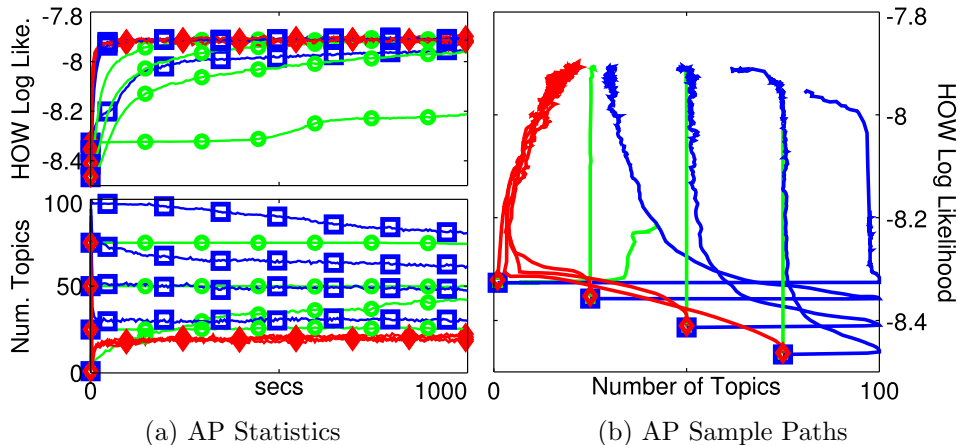 -7.8
-8
-8.2
-8.4
HOW Log Like.
100
50
0
Num. Topics
0
secs
1000
(a) AP Statistics
-7.8
-8
-8.2
-8.4
HOW Log Likelihood
0
Number of Topics
100
(b) AP Sample Paths